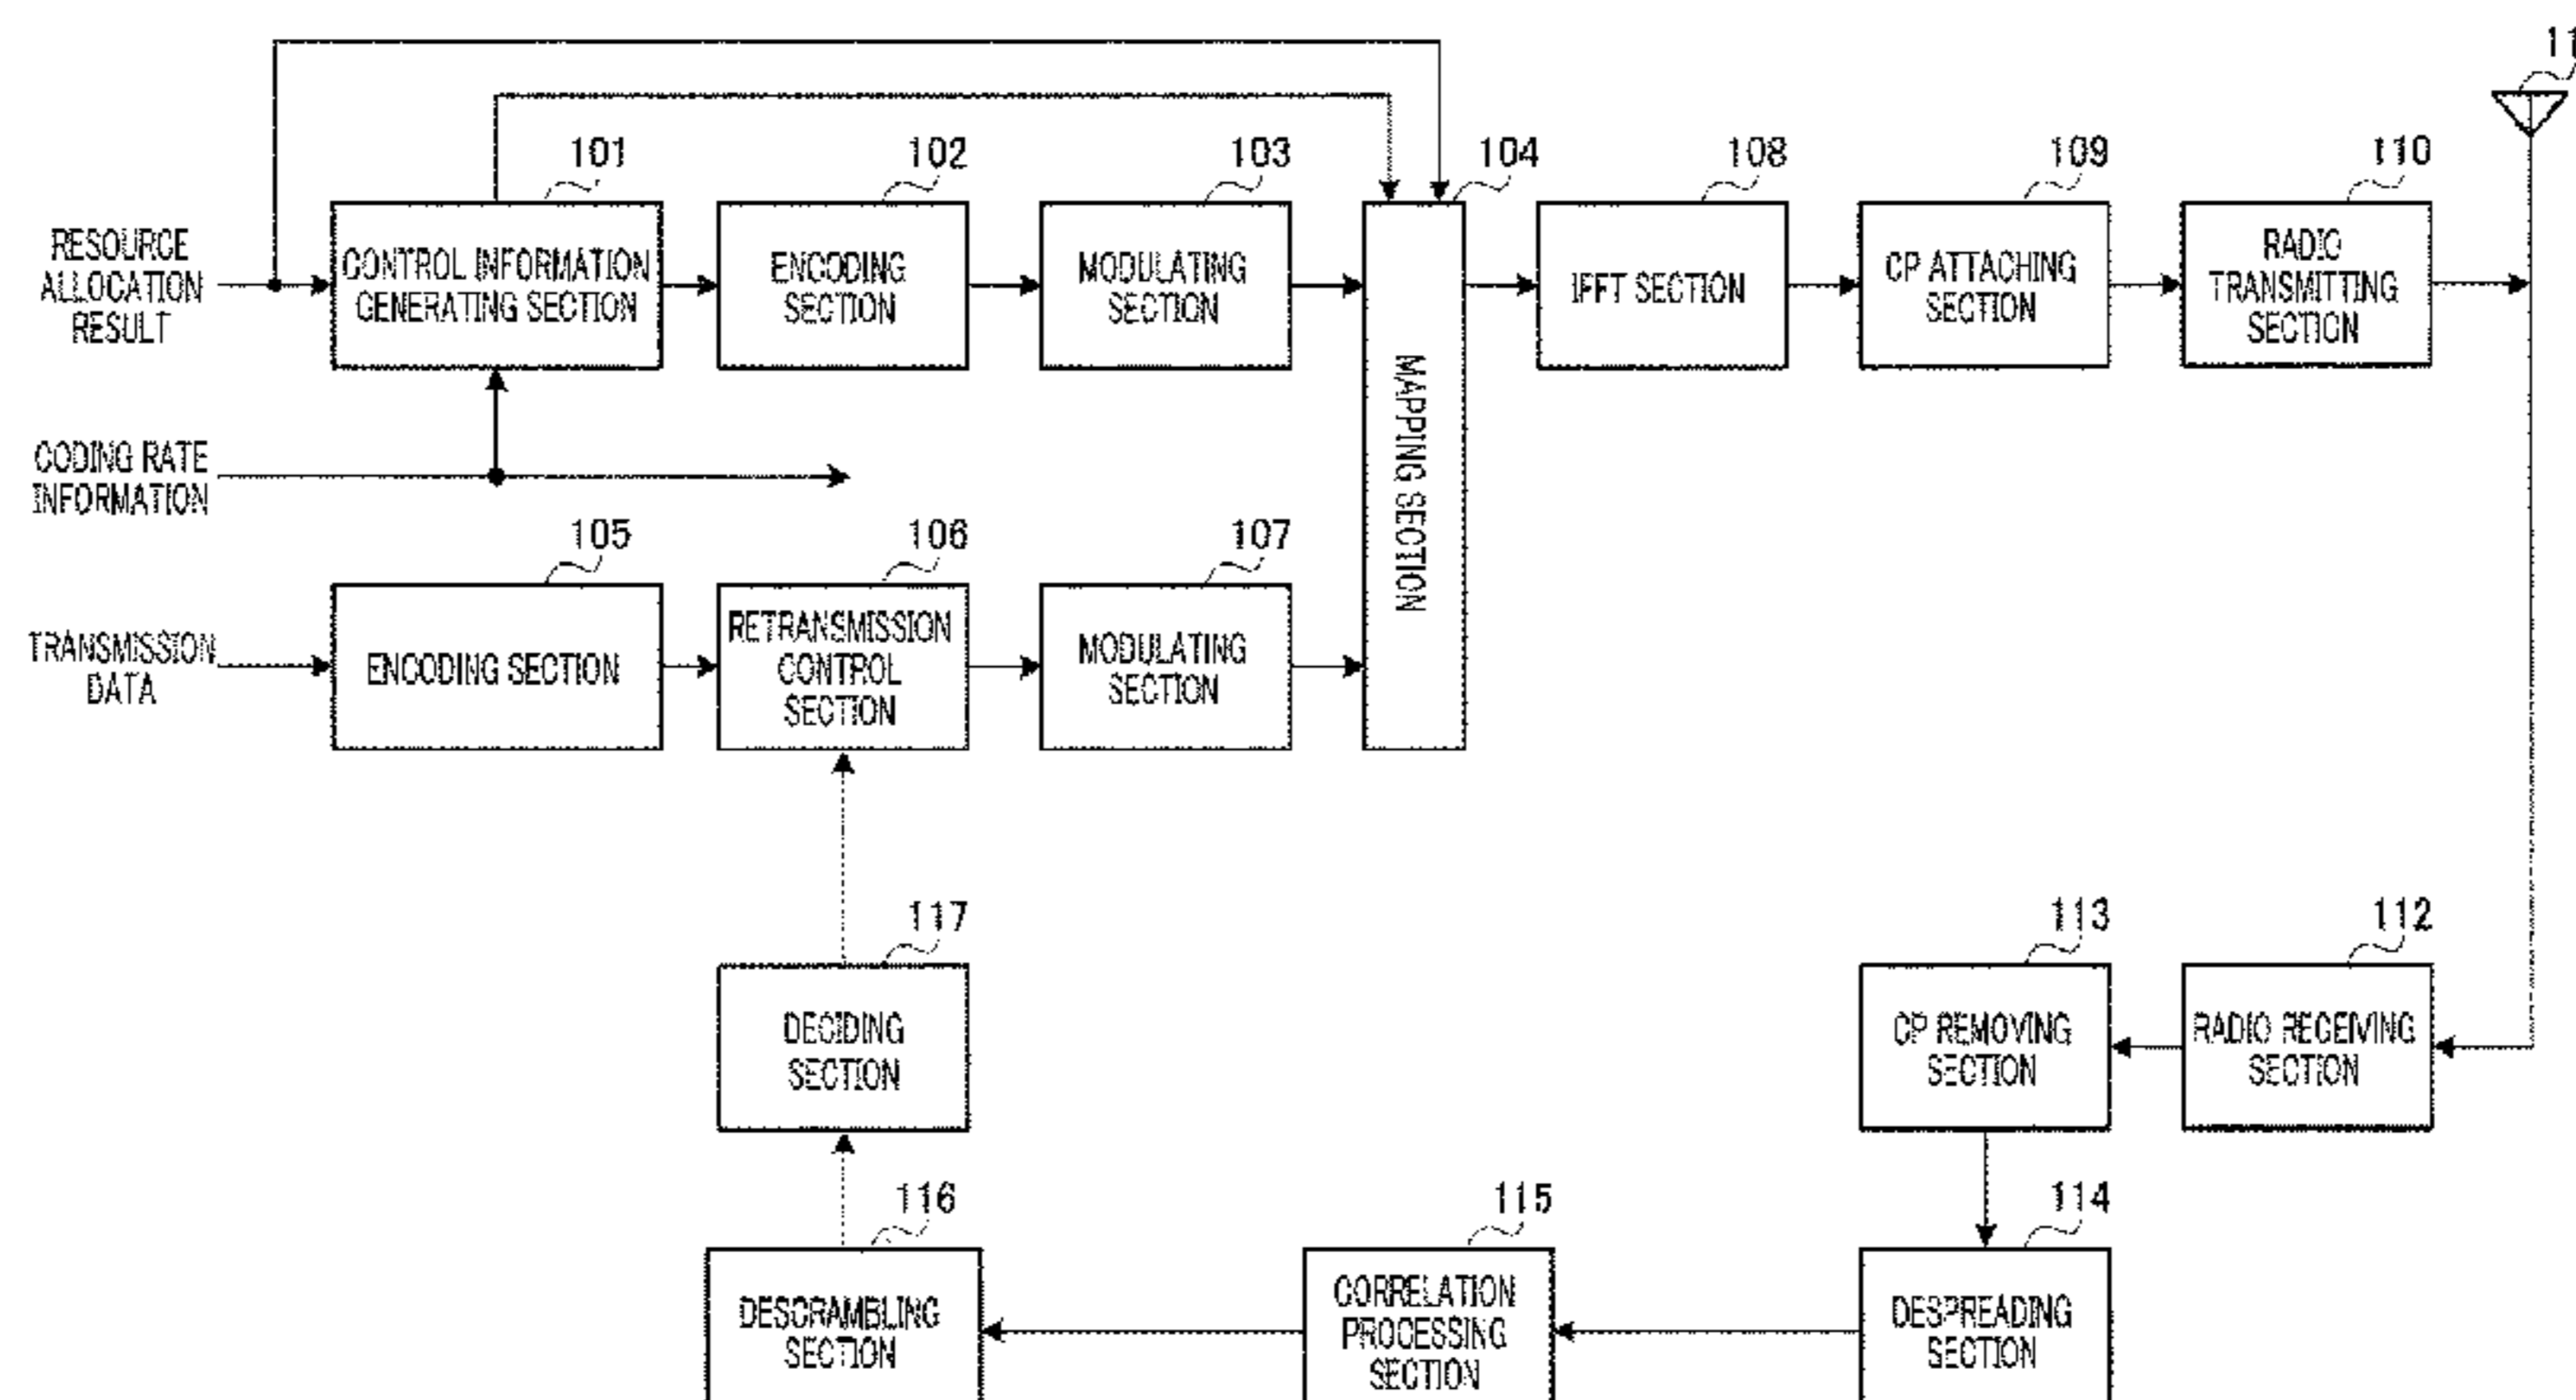 11
101
102
103
104
108
109
110
RESOURCE
ALLOCATION
RESULT
CONTROL INFORMATION
GENERATING SECTION
ENCODING
SECTION
MODULATING
SECTION
MAPPING SECTION
IFFT SECTION
CP ATTACHING
SECTION
RADIO
TRANSMITTING
SECTION
CODING RATE
INFORMATION
105
106
107
TRANSMISSION
DATA
ENCODING SECTION
RETRANSMISSION
CONTROL
SECTION
MODULATING
SECTION
117
113
112
DECIDING
SECTION
CP REMOVING
SECTION
RADIO RECEIVING
SECTION
116
115
114
DESCRAMBLING
SECTION
CORRELATION
PROCESSING
SECTION
DESPREADING
SECTION